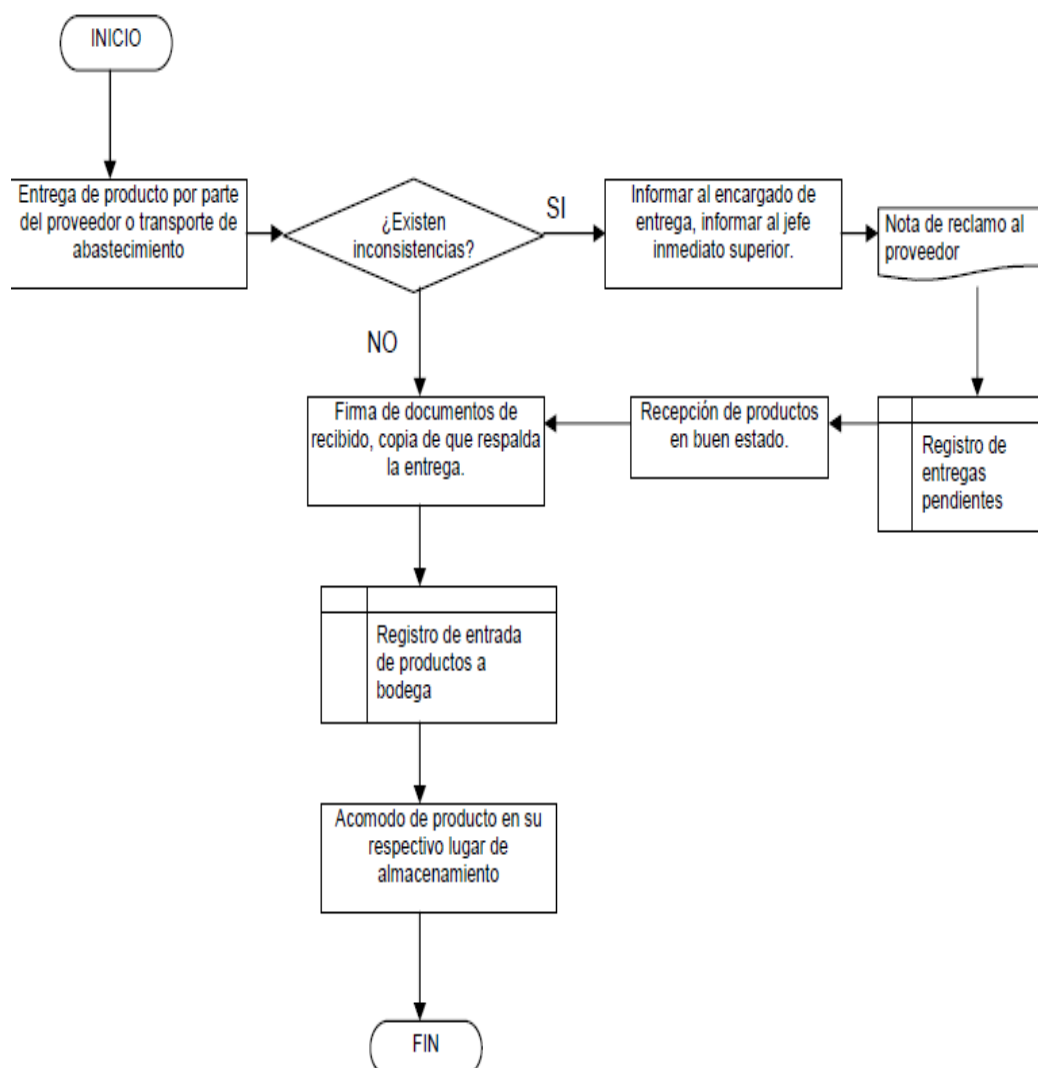 INICIO
Entrega de producto por parte
del proveedor o transporte de
abastecimiento
¿Existen
inconsistencias?
SI
Informar al encargado de
entrega, informar al jefe
inmediato superior.
Nota de reclamo al
proveedor
NO
Firma de documentos de
recibido, copia de que respalda
la entrega.
Recepción de productos
en buen estado.
Registro de
entregas
pendientes
Registro de entrada
de productos a
bodega
Acomodo de producto en su
respectivo lugar de
almacenamiento
FIN